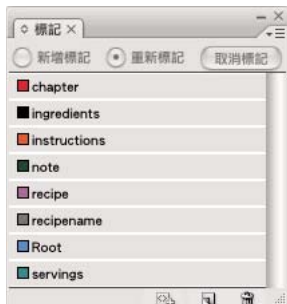 標記
新增標記 重新標記 取消標記
chapter
ingredients
instructions
note
recipe
recipename
Root
servings